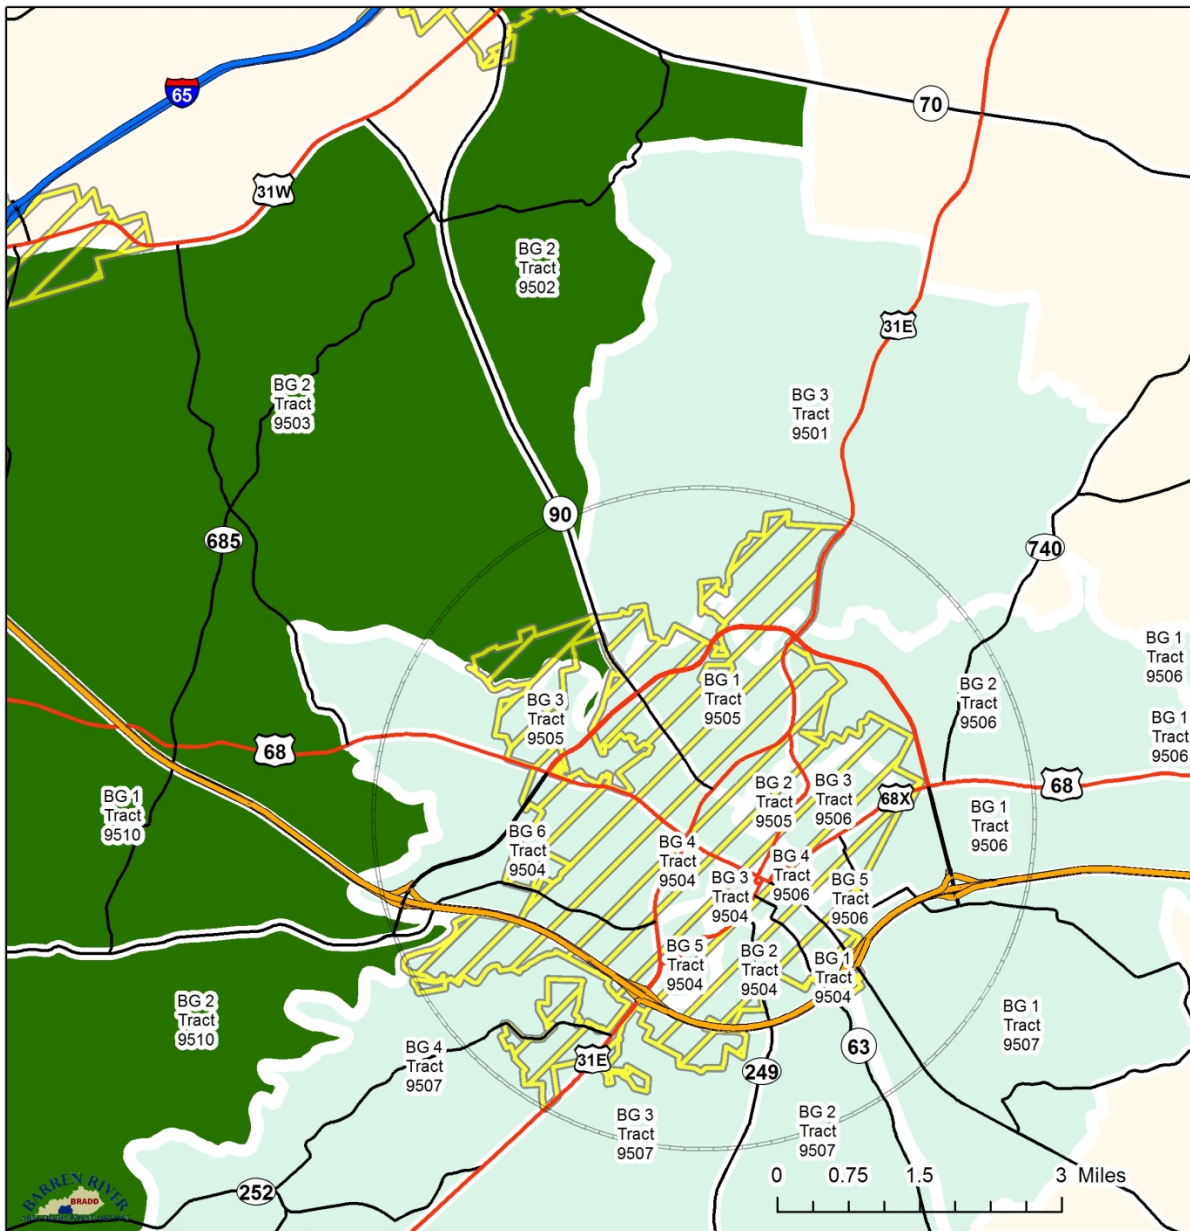 65
70
31W
BG 2
Tract
9502
31E
BG 2
Tract
9503
BG 3
Tract
9501
90
685
740
BG 1
Tract
9506
BG 2
Tract
9506
BG 1
Tract
9505
BG 3
Tract
9505
BG 1
Tract
9506
68
68
BG 2
Tract
9505
BG 3
Tract
9506
68X
BG 1
Tract
9510
BG 1
Tract
9506
BG 6
Tract
9504
BG 4
Tract
9504
BG 4
Tract
9506
BG 3
Tract
9504
BG 5
Tract
9506
BG 5
Tract
9504
BG 2
Tract
9504
BG 1
Tract
9504
BG 2
Tract
9510
BG 1
Tract
9507
BG 4
Tract
9507
31E
63
249
BG 3
Tract
9507
BG 2
Tract
9507
0 0.75 1.5 3 Miles
252
BARREN RIVER
BRADD